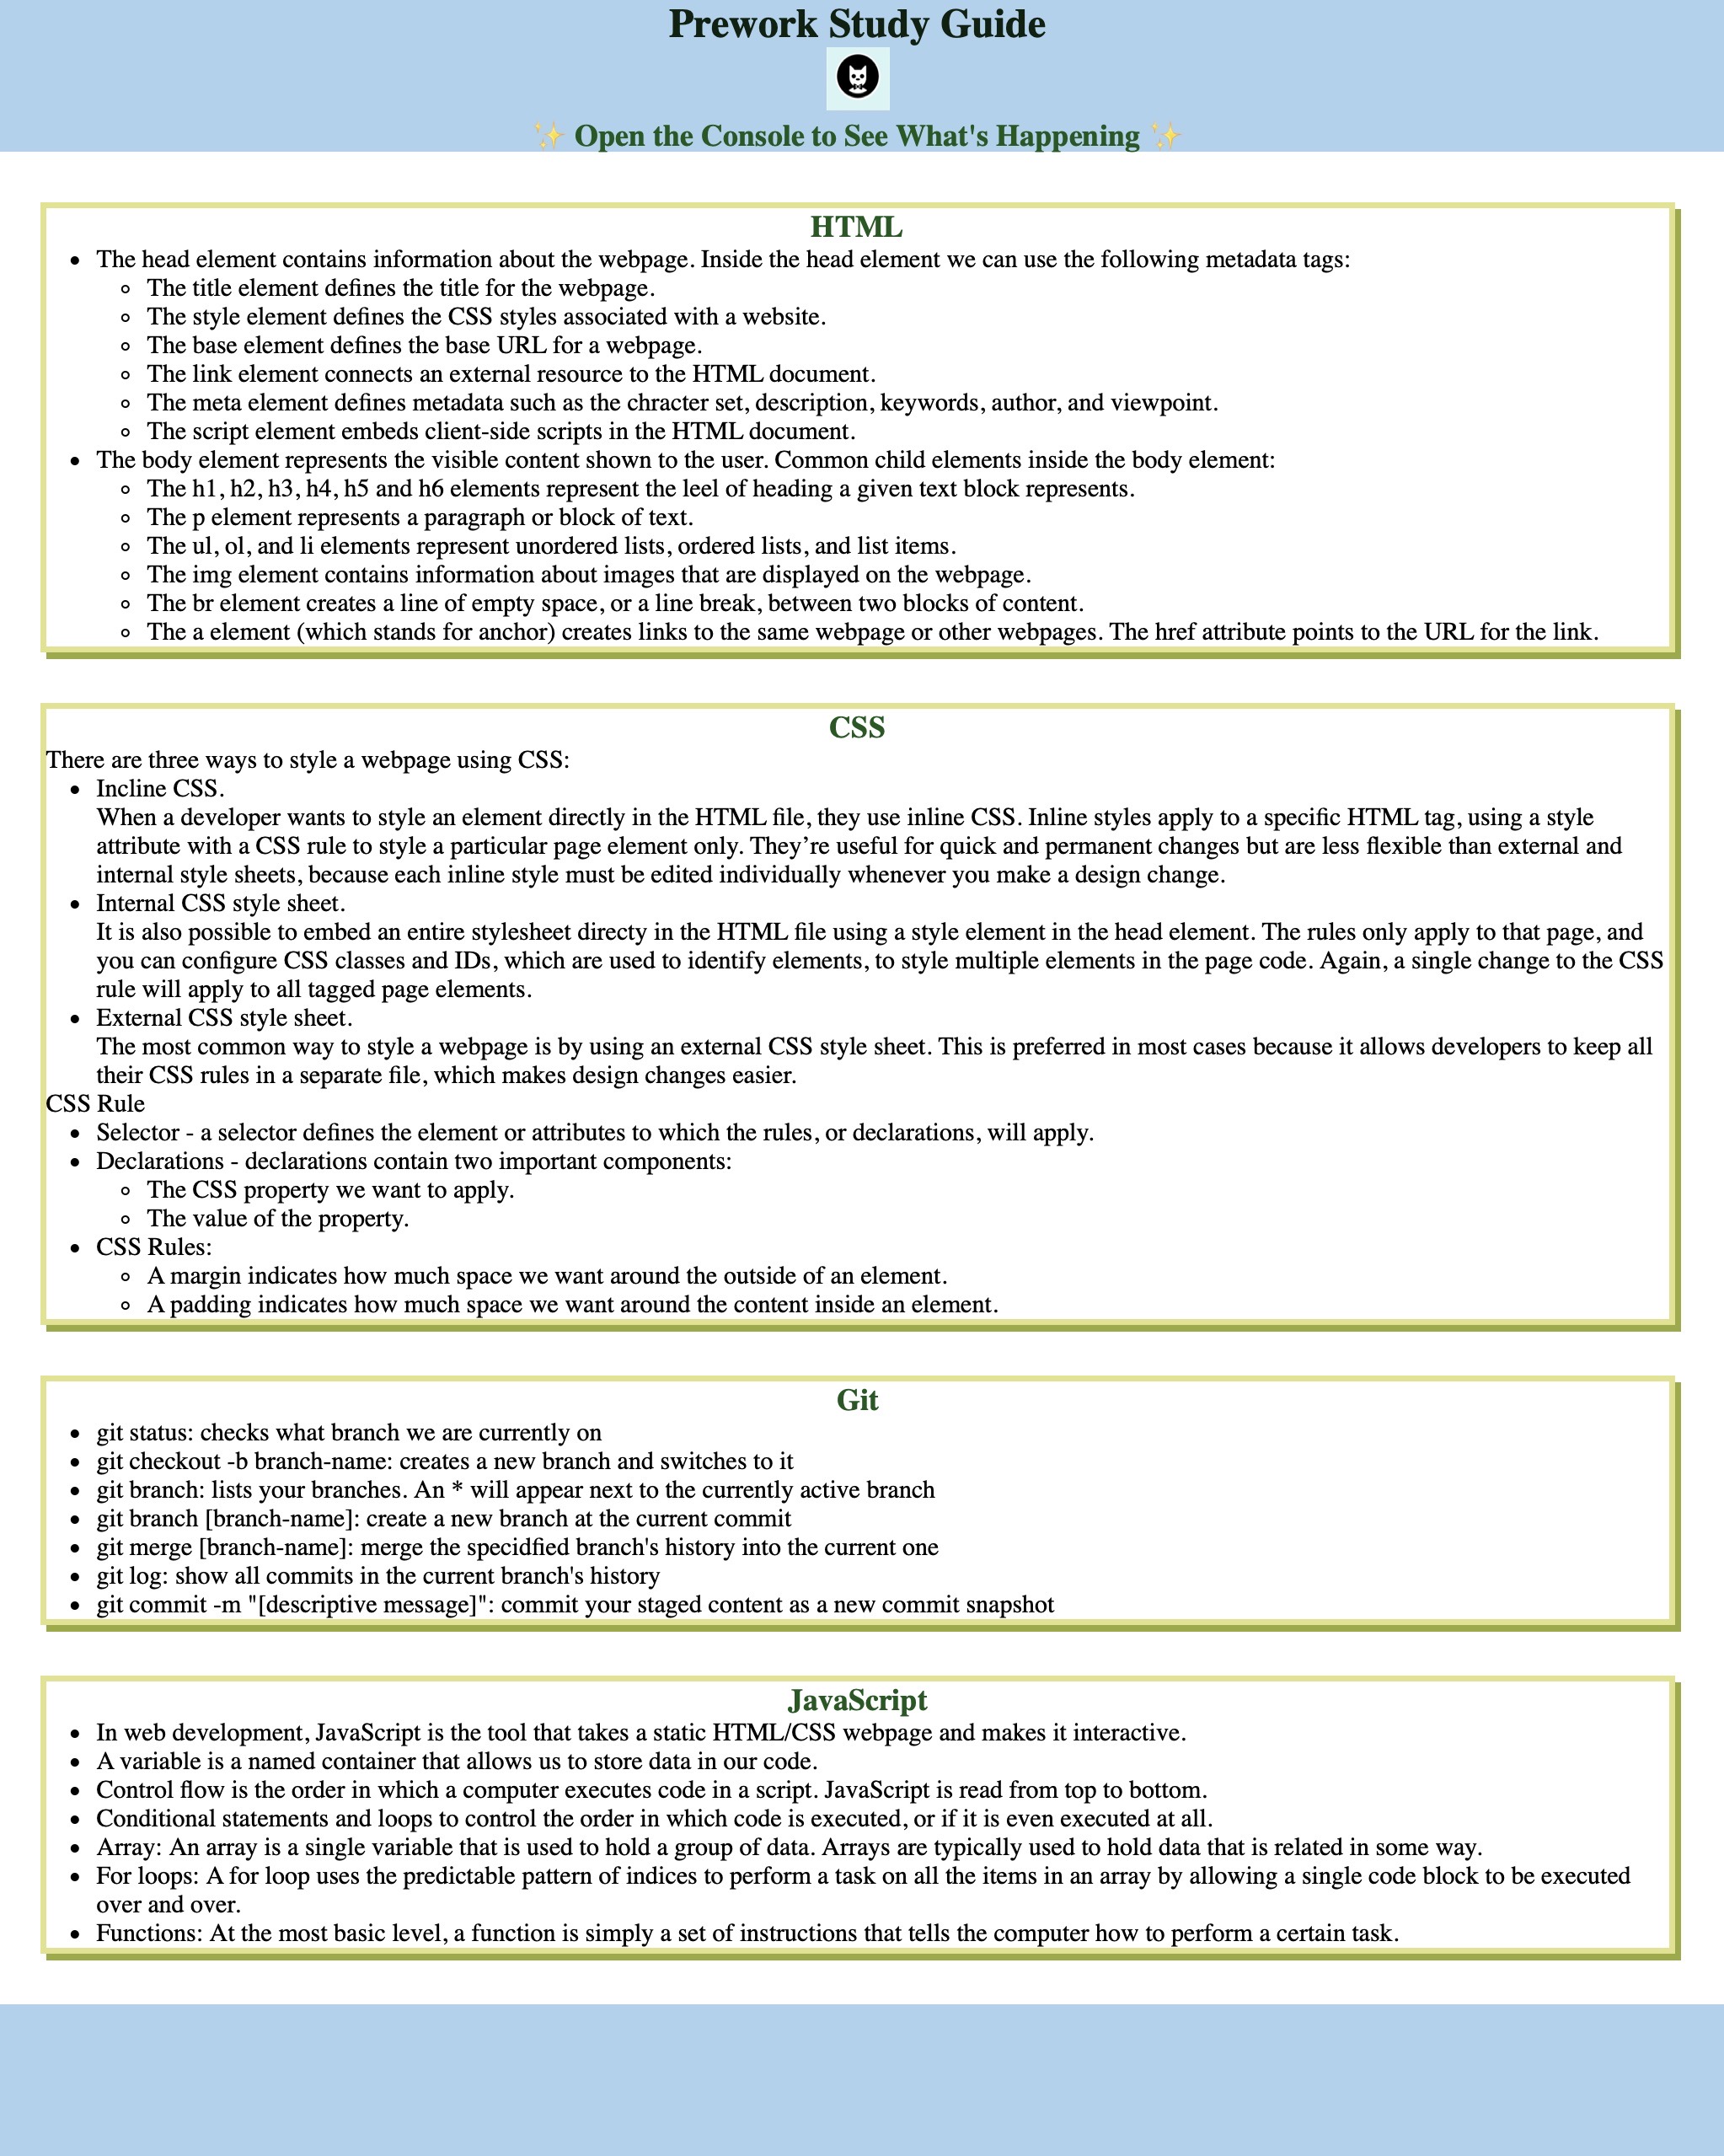 Prework Study Guide
✨ Open the Console to See What's Happening ✨
HTML
The head element contains information about the webpage. Inside the head element we can use the following metadata tags:
The title element defines the title for the webpage.
The style element defines the CSS styles associated with a website.
The base element defines the base URL for a webpage.
The link element connects an external resource to the HTML document.
The meta element defines metadata such as the chracter set, description, keywords, author, and viewpoint.
The script element embeds client-side scripts in the HTML document.
The body element represents the visible content shown to the user. Common child elements inside the body element:
The h1, h2, h3, h4, h5 and h6 elements represent the leel of heading a given text block represents.
The p element represents a paragraph or block of text.
The ul, ol, and li elements represent unordered lists, ordered lists, and list items.
The img element contains information about images that are displayed on the webpage.
The br element creates a line of empty space, or a line break, between two blocks of content.
The a element (which stands for anchor) creates links to the same webpage or other webpages. The href attribute points to the URL for the link.
CSS
There are three ways to style a webpage using CSS:
Incline CSS.
When a developer wants to style an element directly in the HTML file, they use inline CSS. Inline styles apply to a specific HTML tag, using a style
attribute with a CSS rule to style a particular page element only. They’re useful for quick and permanent changes but are less flexible than external and
internal style sheets, because each inline style must be edited individually whenever you make a design change.
Internal CSS style sheet.
It is also possible to embed an entire stylesheet directy in the HTML file using a style element in the head element. The rules only apply to that page, and
you can configure CSS classes and IDs, which are used to identify elements, to style multiple elements in the page code. Again, a single change to the CSS
rule will apply to all tagged page elements.
External CSS style sheet.
The most common way to style a webpage is by using an external CSS style sheet. This is preferred in most cases because it allows developers to keep all
their CSS rules in a separate file, which makes design changes easier.
CSS Rule
Selector - a selector defines the element or attributes to which the rules, or declarations, will apply.
Declarations - declarations contain two important components:
The CSS property we want to apply.
The value of the property.
CSS Rules:
A margin indicates how much space we want around the outside of an element.
A padding indicates how much space we want around the content inside an element.
Git
git status: checks what branch we are currently on
git checkout -b branch-name: creates a new branch and switches to it
git branch: lists your branches. An * will appear next to the currently active branch
git branch [branch-name]: create a new branch at the current commit
git merge [branch-name]: merge the specidfied branch's history into the current one
git log: show all commits in the current branch's history
git commit -m "[descriptive message]": commit your staged content as a new commit snapshot
JavaScript
In web development, JavaScript is the tool that takes a static HTML/CSS webpage and makes it interactive.
A variable is a named container that allows us to store data in our code.
Control flow is the order in which a computer executes code in a script. JavaScript is read from top to bottom.
Conditional statements and loops to control the order in which code is executed, or if it is even executed at all.
Array: An array is a single variable that is used to hold a group of data. Arrays are typically used to hold data that is related in some way.
For loops: A for loop uses the predictable pattern of indices to perform a task on all the items in an array by allowing a single code block to be executed
over and over.
Functions: At the most basic level, a function is simply a set of instructions that tells the computer how to perform a certain task.